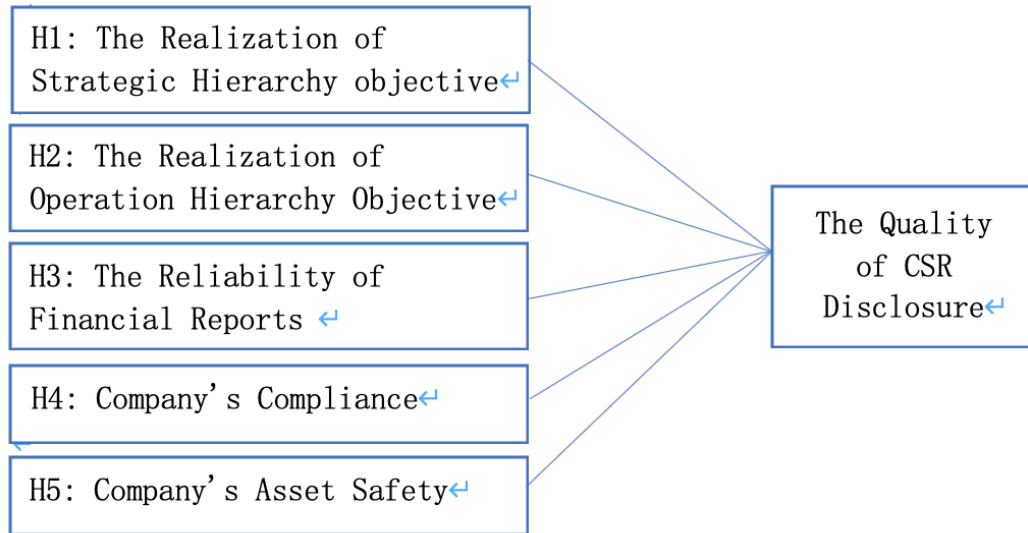 H1: The Realization of
Strategic Hierarchy objective↵
H2: The Realization of
Operation Hierarchy Objective↵
H3: The Reliability of
Financial Reports ↵
H4: Company's Compliance↵
↵
H5: Company's Asset Safety↵
The Quality
of CSR
Disclosure↵